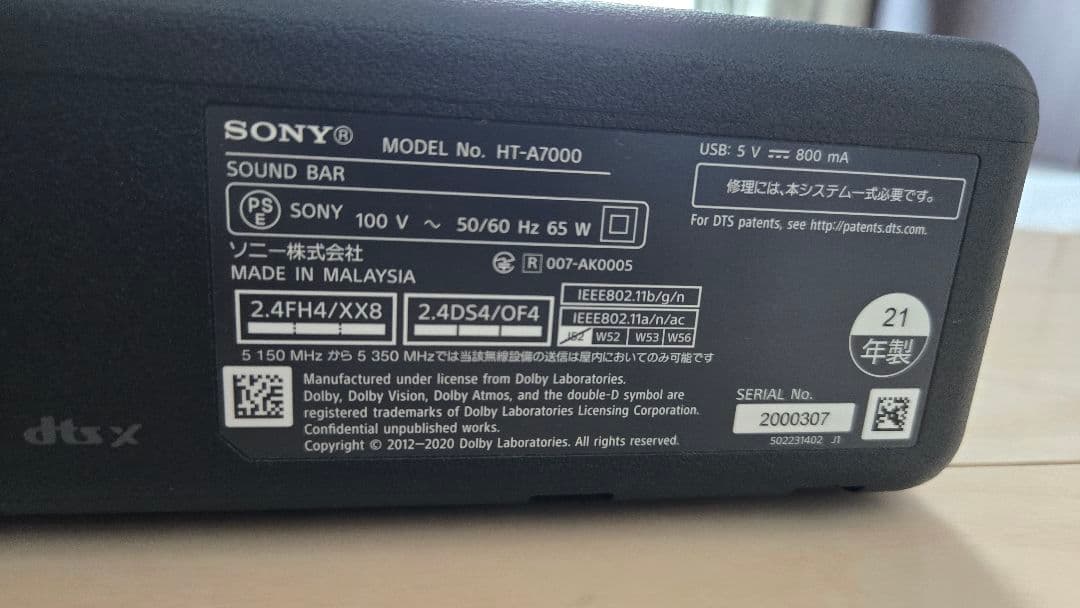 SONY® MODEL No. HT-A7000
SOUND BAR
PSE SONY 100 V ～ 50/60 Hz 65 W
ソニー株式会社
R 007-AK0005
MADE IN MALAYSIA
2.4FH4/XX8
2.4DS4/OF4
IEEE802.11b/g/n
IEEE802.11a/n/ac
J52 W52 W53 W56
5 150 MHz から 5 350 MHzでは当該無線設備の送信は屋内においてのみ可能です
Manufactured under license from Dolby Laboratories.
Dolby, Dolby Vision, Dolby Atmos, and the double-D symbol are
registered trademarks of Dolby Laboratories Licensing Corporation.
Confidential unpublished works.
Copyright © 2012–2020 Dolby Laboratories. All rights reserved.
USB: 5 V ⎓ 800 mA
修理には、本システム一式必要です。
For DTS patents, see http://patents.dts.com.
21
年製
SERIAL No.
2000307
502231402 J1
dts X